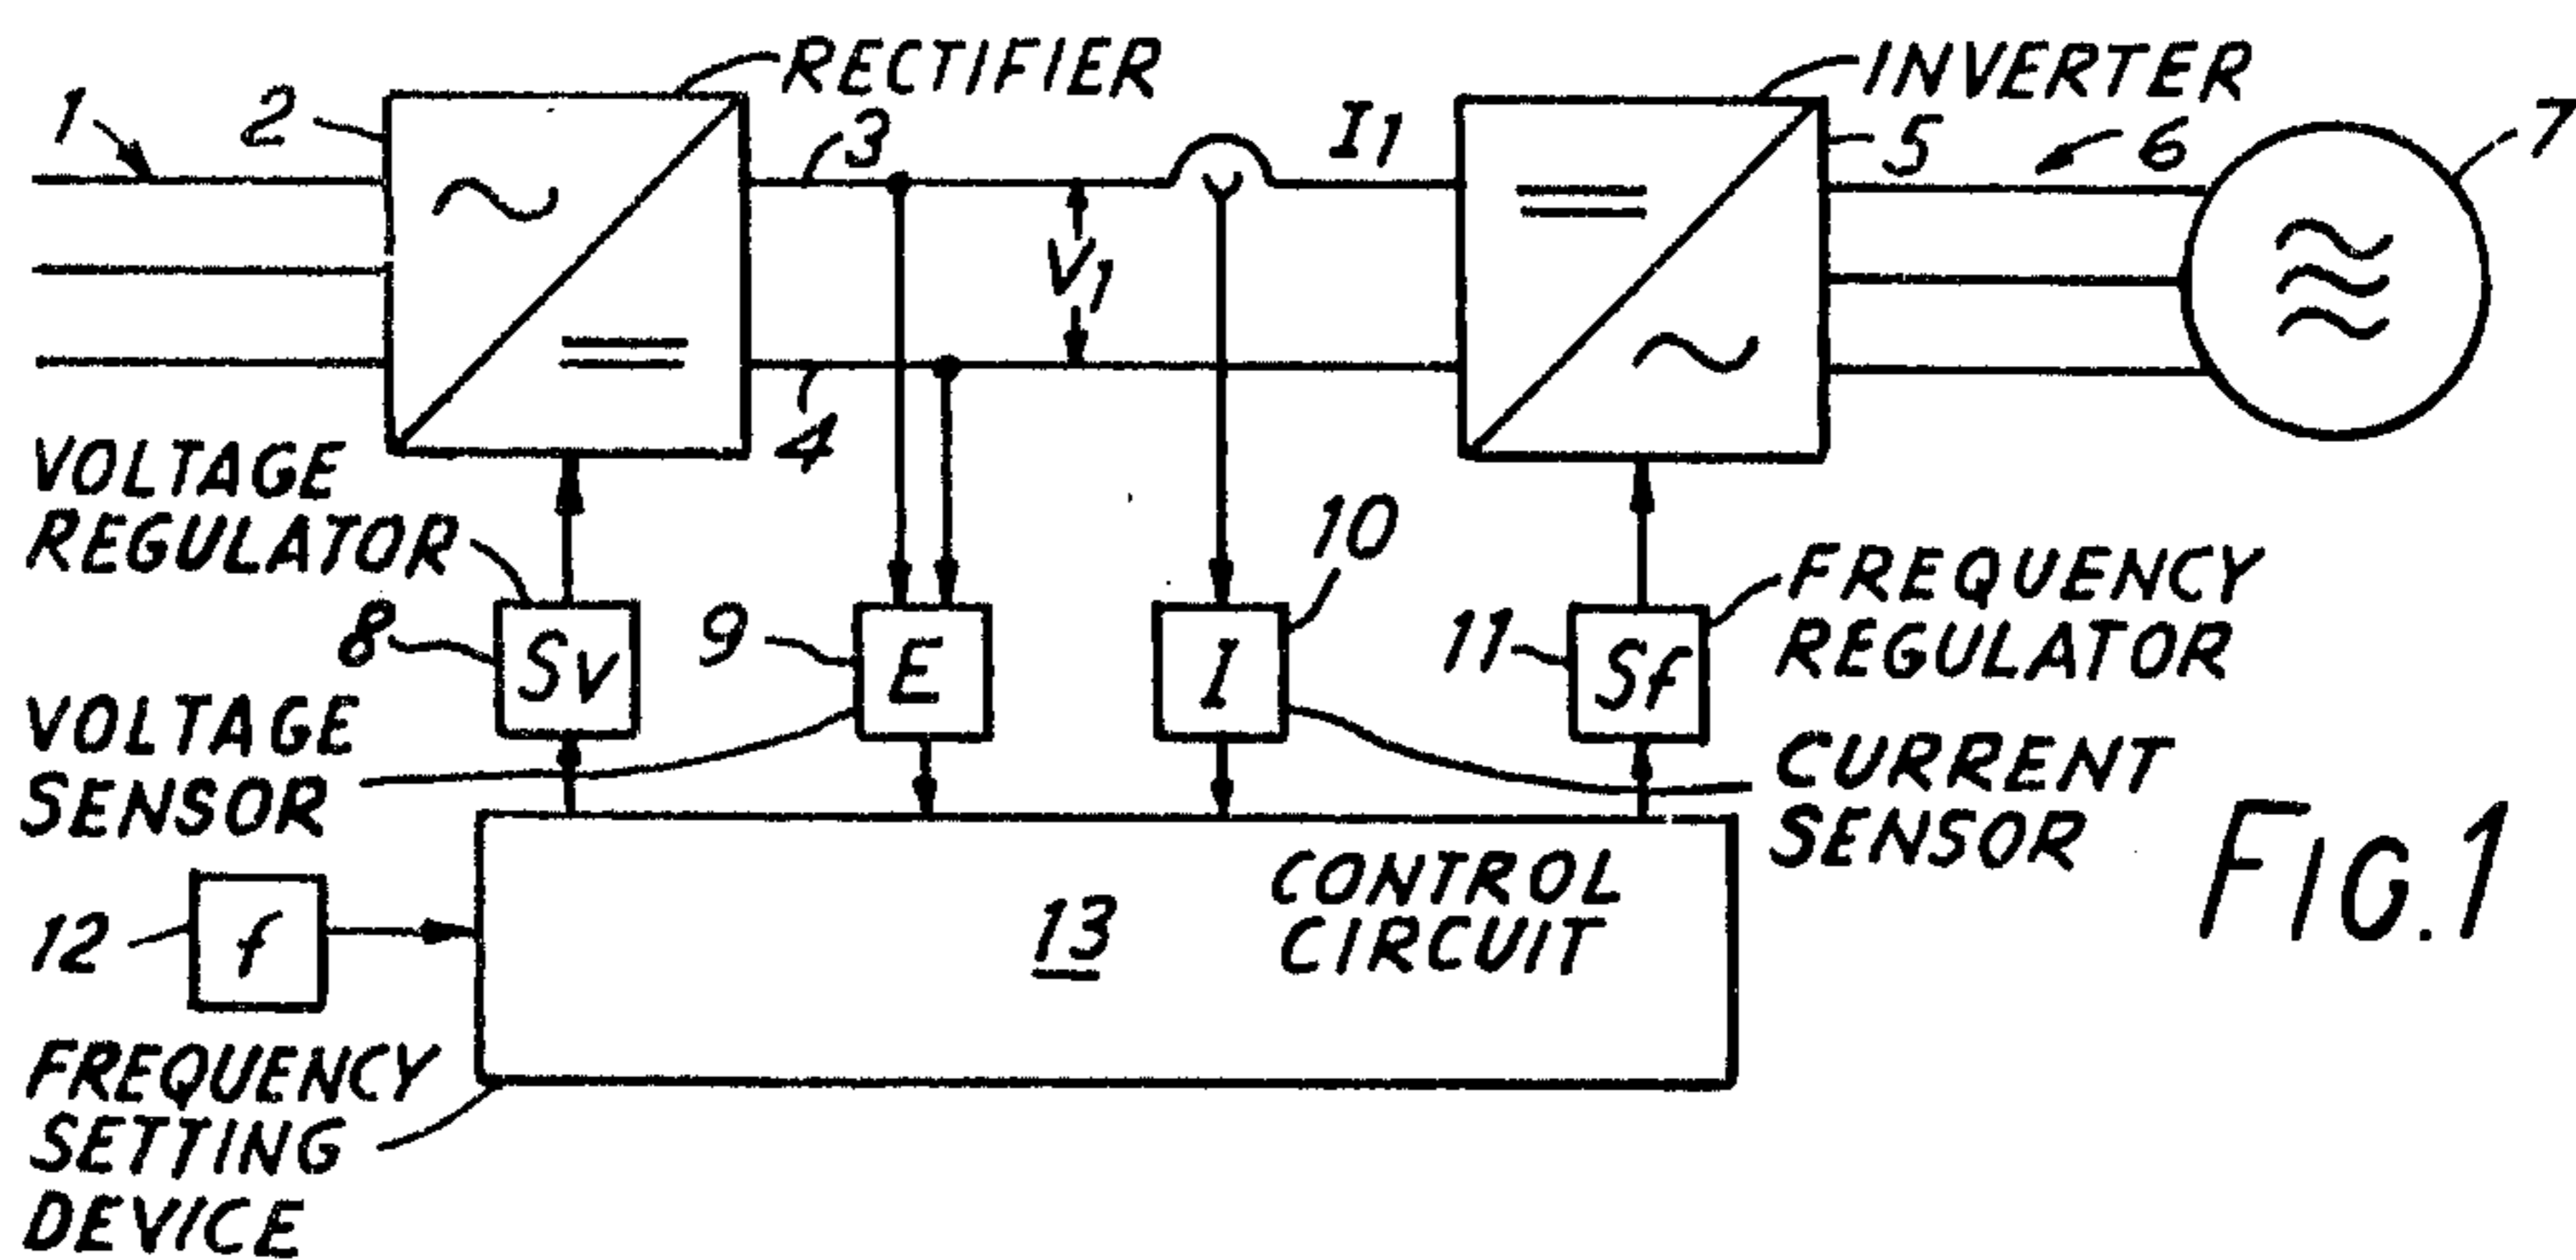 RECTIFIER
INVERTER
1
2
3
I1
5
6
7
V1
4
VOLTAGE
REGULATOR
10
FREQUENCY
REGULATOR
8
Sv
9
E
I
11
Sf
VOLTAGE
SENSOR
CURRENT
SENSOR
CONTROL
CIRCUIT
13
12
f
FREQUENCY
SETTING
DEVICE
FIG.1